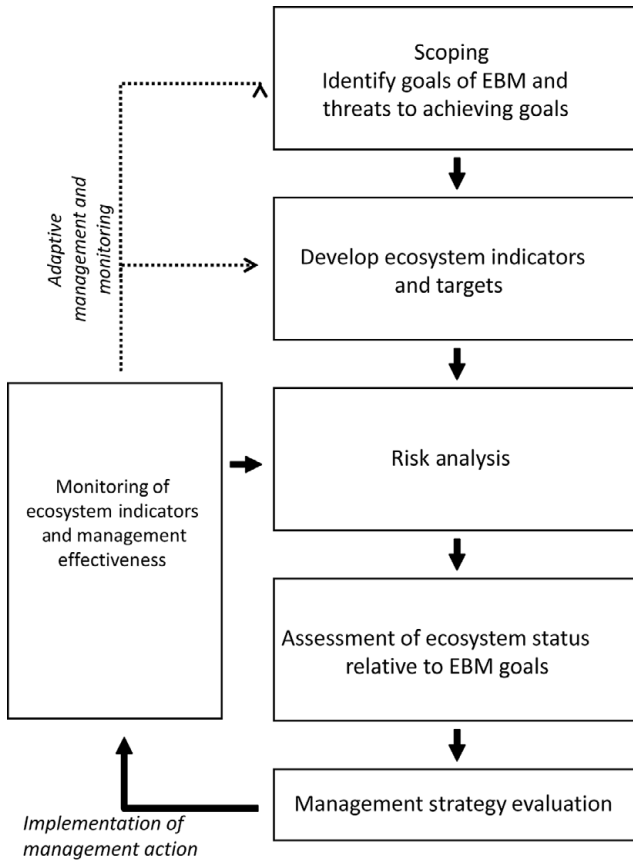 Scoping
Identify goals of EBM and
threats to achieving goals
Adaptive
management and
monitoring
Develop ecosystem indicators
and targets
Risk analysis
Monitoring of
ecosystem indicators
and management
effectiveness
Assessment of ecosystem status
relative to EBM goals
Management strategy evaluation
Implementation of
management action